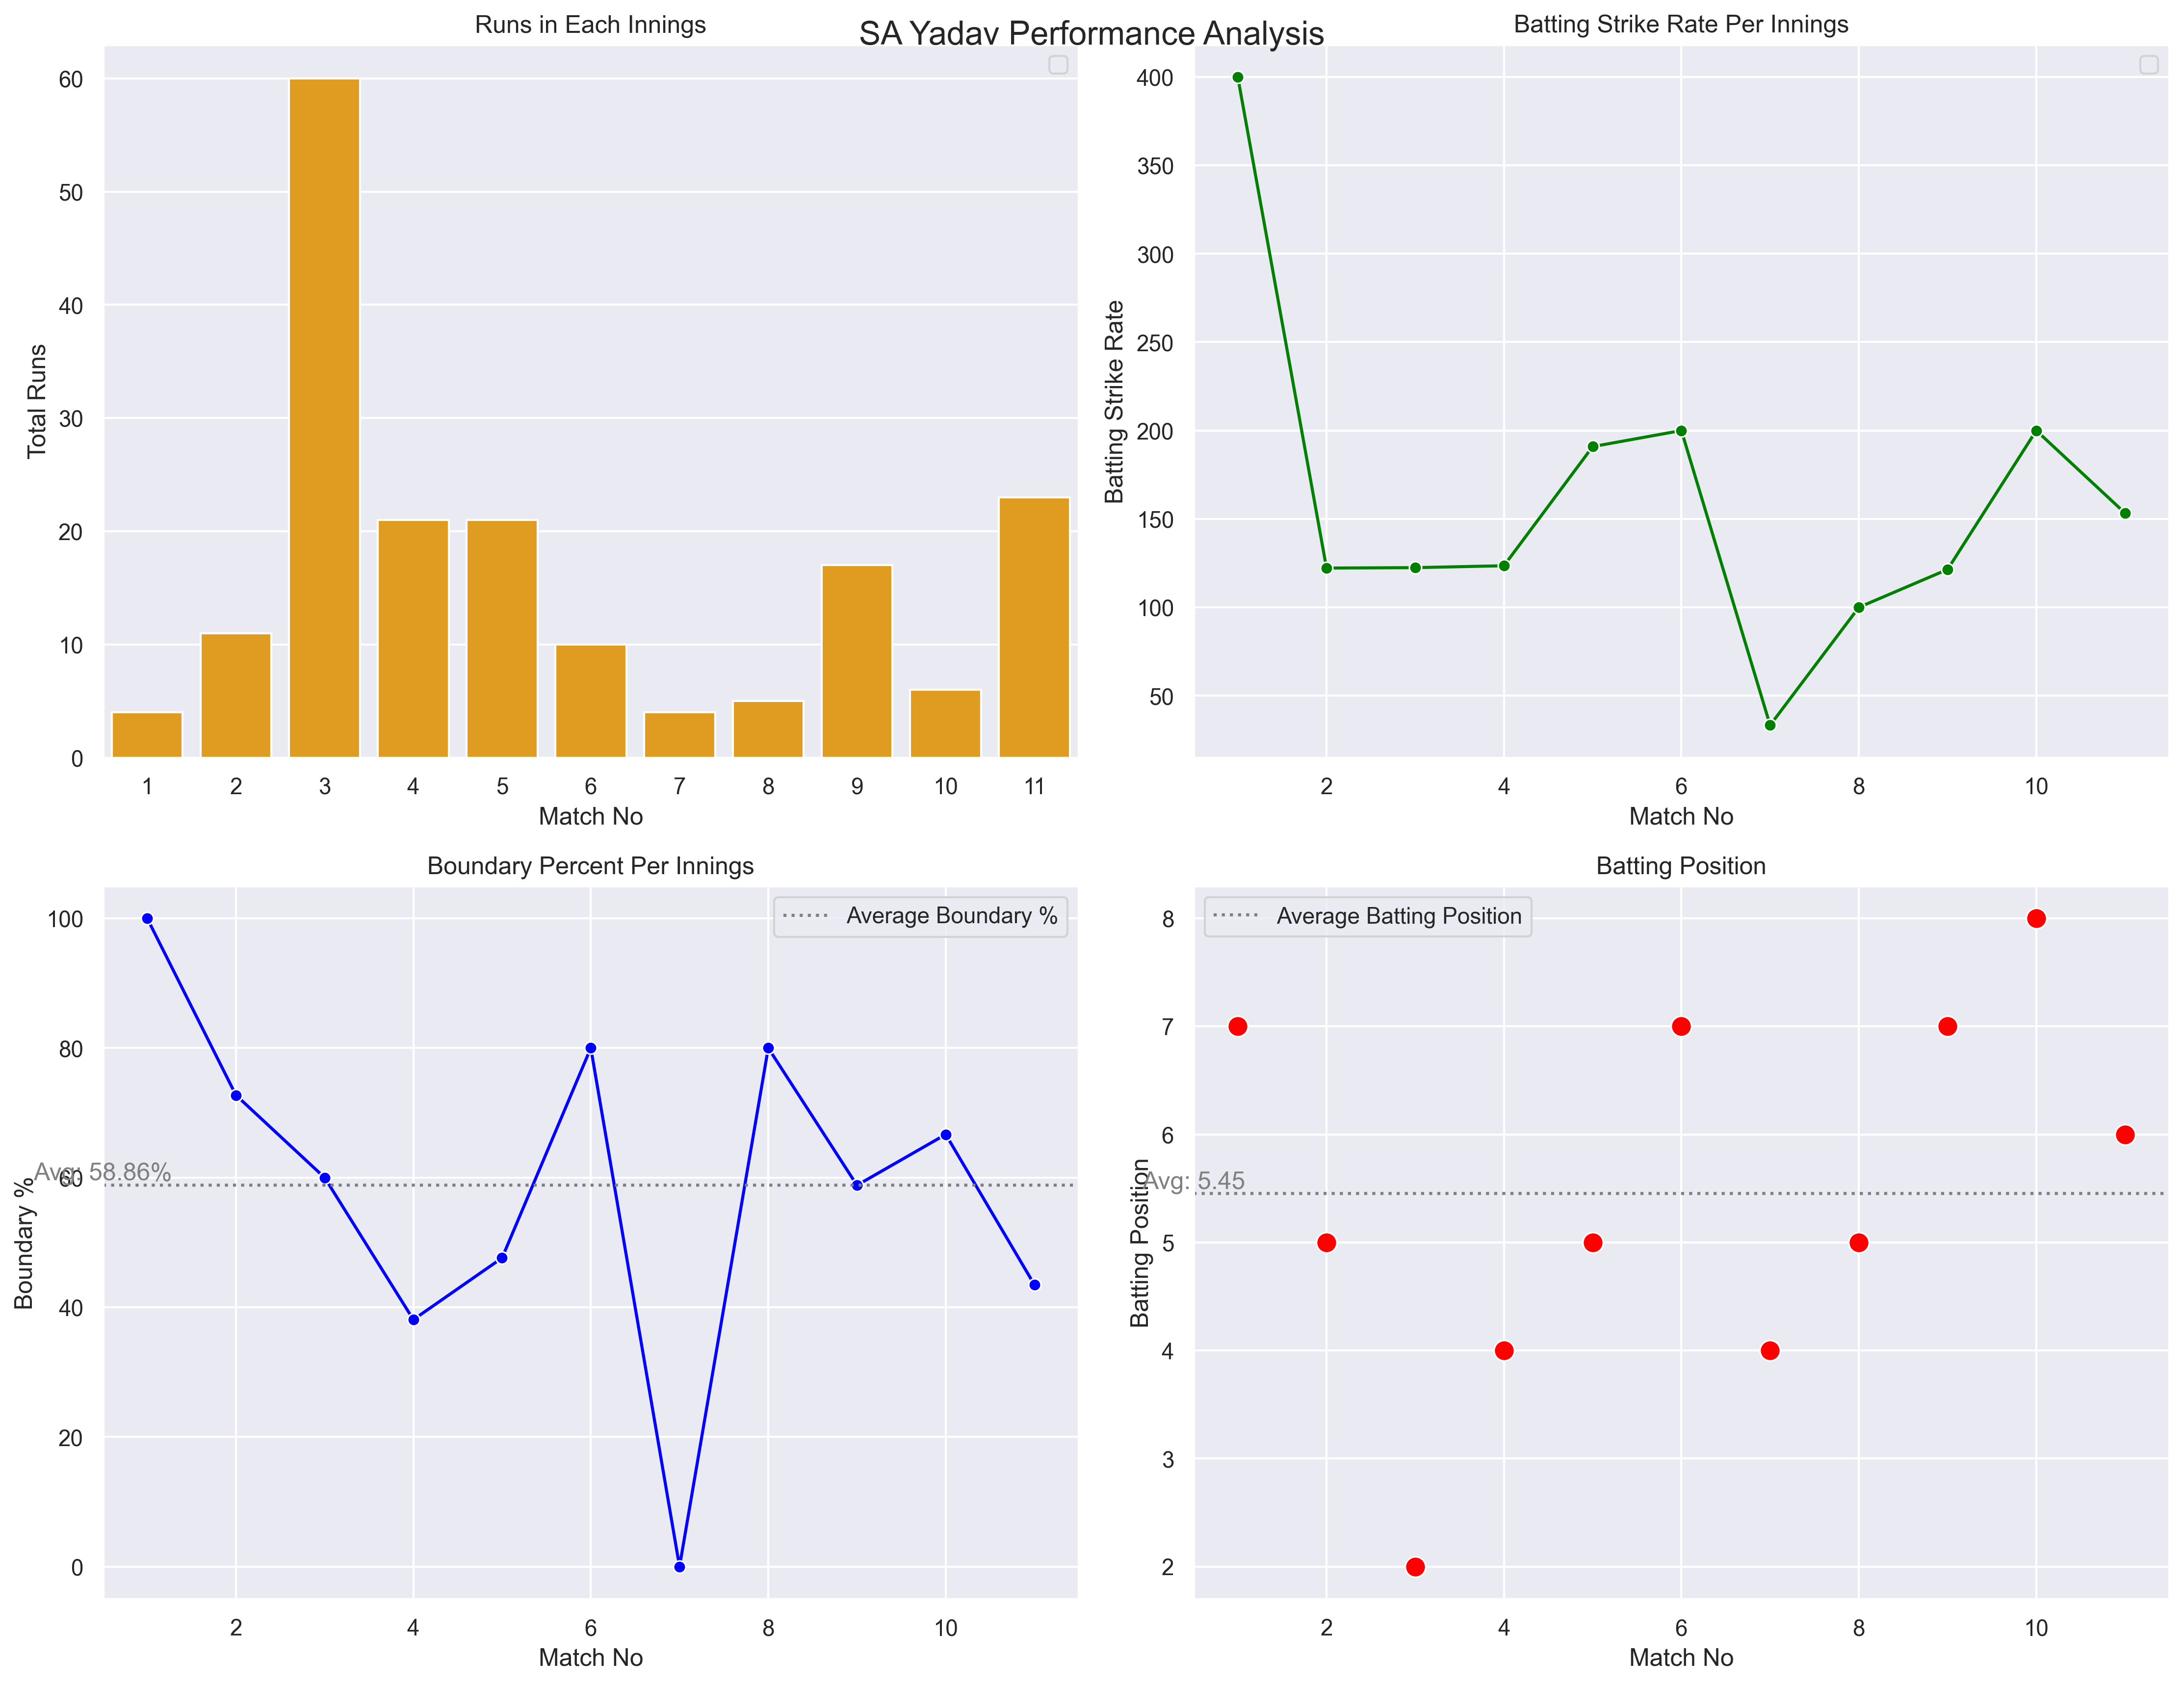 SA Yadav Performance Analysis
Runs in Each Innings
Total Runs
60
50
40
30
20
10
0
1 2 3 4 5 6 7 8 9 10 11
Match No
Batting Strike Rate Per Innings
Batting Strike Rate
400
350
300
250
200
150
100
50
2 4 6 8 10
Match No
Boundary Percent Per Innings
Average Boundary %
Boundary %
100
80
60
40
20
0
Avg: 58.86%
2 4 6 8 10
Match No
Batting Position
Average Batting Position
Batting Position
8
7
6
5
4
3
2
Avg: 5.45
2 4 6 8 10
Match No